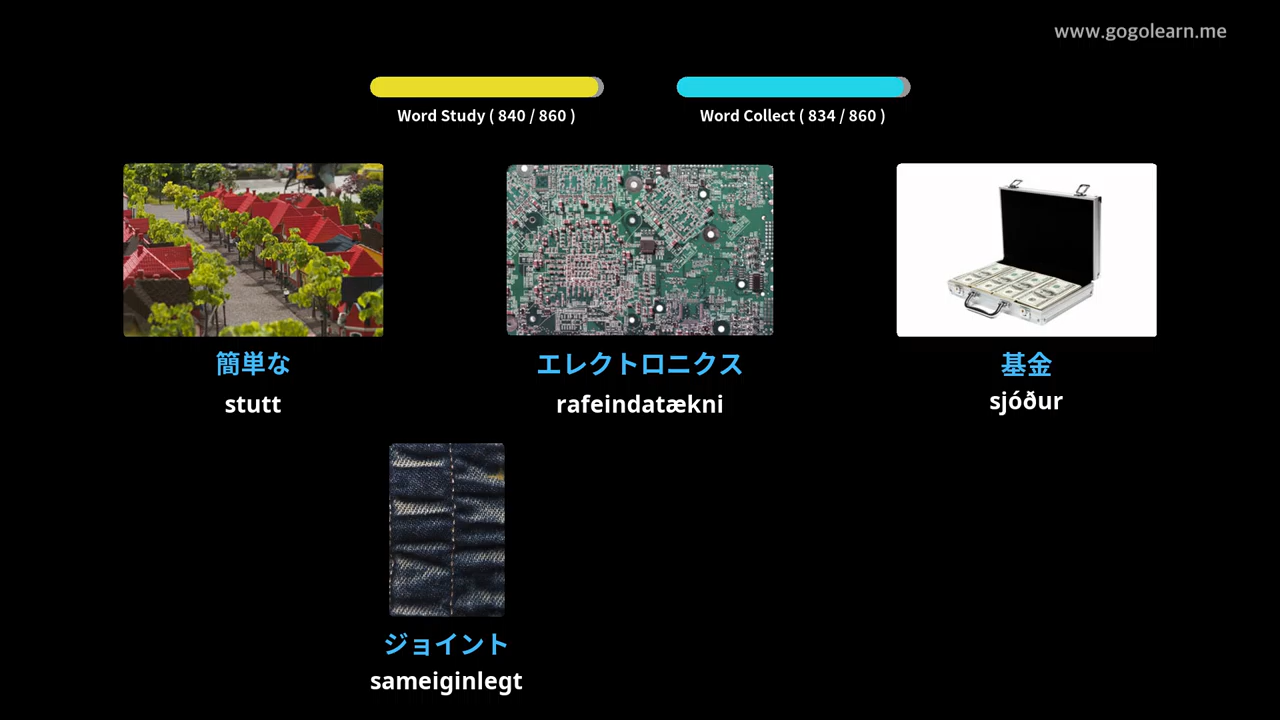 www.gogolearn.me
Word Study ( 840 / 860 )
Word Collect ( 834 / 860 )
簡単な
stutt
エレクトロニクス
rafeindatækni
基金
sjóður
ジョイント
sameiginlegt